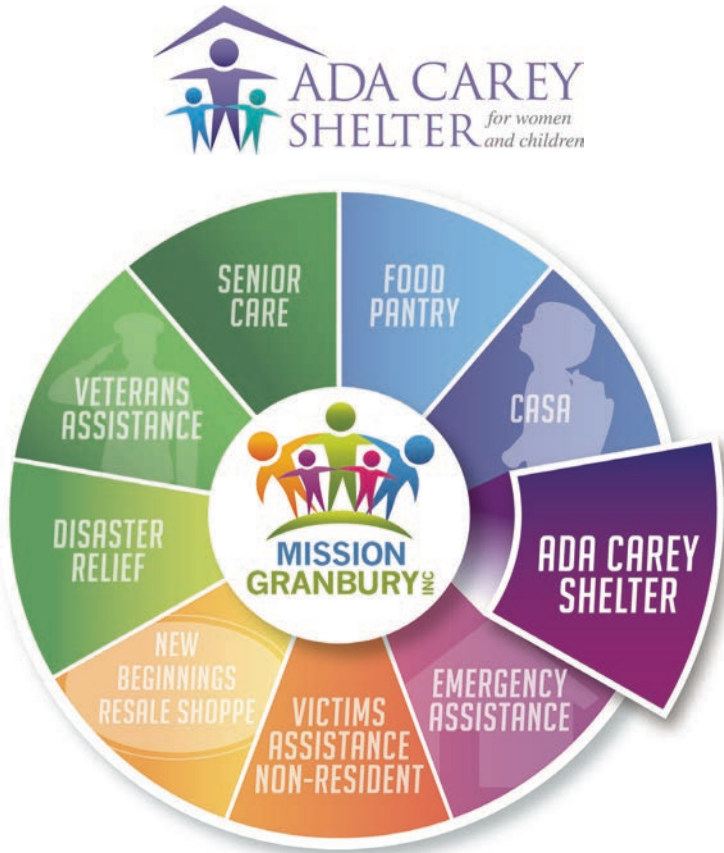 ADA CAREY
SHELTER for women
and children
SENIOR
CARE
FOOD
PANTRY
CASA
ADA CAREY
SHELTER
EMERGENCY
ASSISTANCE
VICTIMS
ASSISTANCE
NON-RESIDENT
NEW
BEGINNINGS
RESALE SHOPPE
DISASTER
RELIEF
VETERANS
ASSISTANCE
MISSION
GRANBURY INC